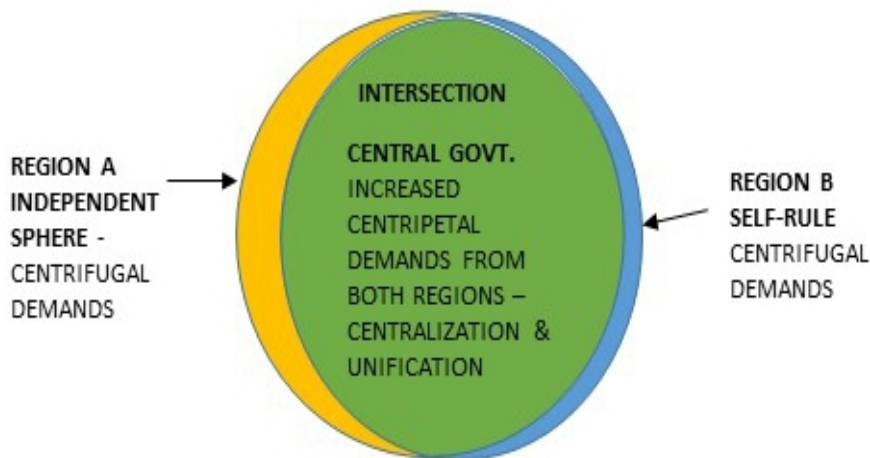 REGION A
INDEPENDENT
SPHERE -
CENTRIFUGAL
DEMANDS
INTERSECTION
CENTRAL GOVT.
INCREASED
CENTRIPETAL
DEMANDS FROM
BOTH REGIONS –
CENTRALIZATION &
UNIFICATION
REGION B
SELF-RULE
CENTRIFUGAL
DEMANDS